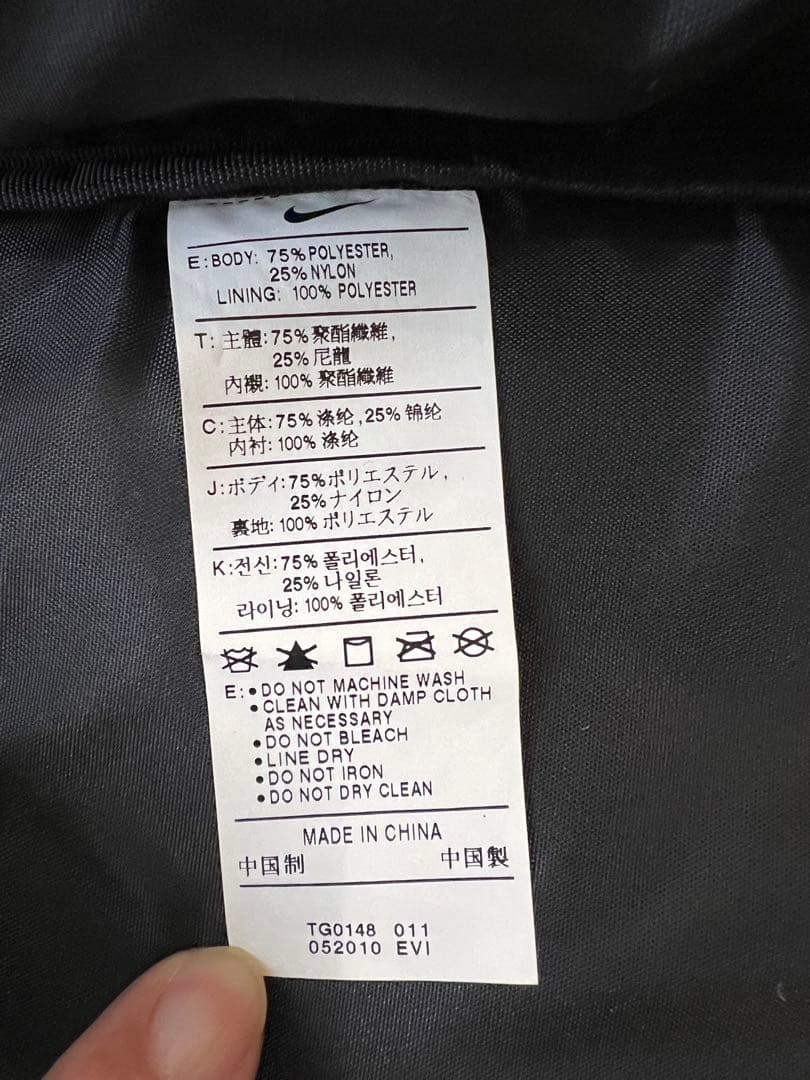 E:BODY: 75% POLYESTER,
25% NYLON
LINING: 100% POLYESTER
T: 主體:75% 聚酯纖維,
25% 尼龍
內襯: 100% 聚酯纖維
C:主体:75% 涤纶,25% 锦纶
内衬:100% 涤纶
J:ボディ:75%ポリエステル,
25%ナイロン
裏地:100% ポリエステル
K:전신:75% 폴리에스터,
25% 나일론
라이닝: 100% 폴리에스터
E:•DO NOT MACHINE WASH
•CLEAN WITH DAMP CLOTH
AS NECESSARY
•DO NOT BLEACH
•LINE DRY
•DO NOT IRON
•DO NOT DRY CLEAN
MADE IN CHINA
中国制 中国製
TG0148 011
052010 EVI